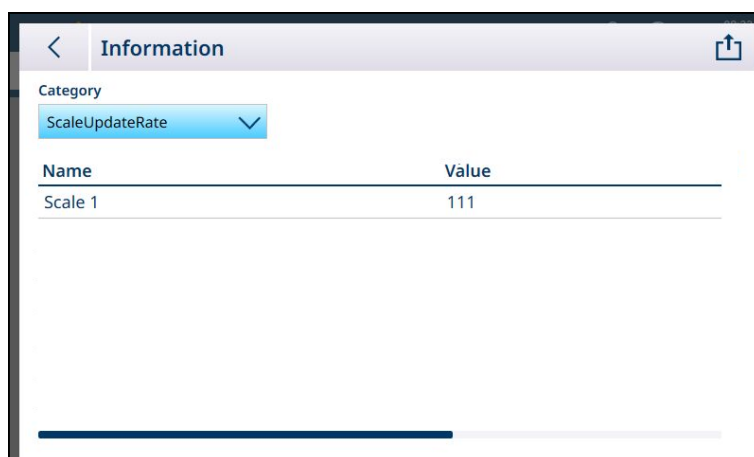 Information
Category
ScaleUpdateRate
Name Value
Scale 1 111